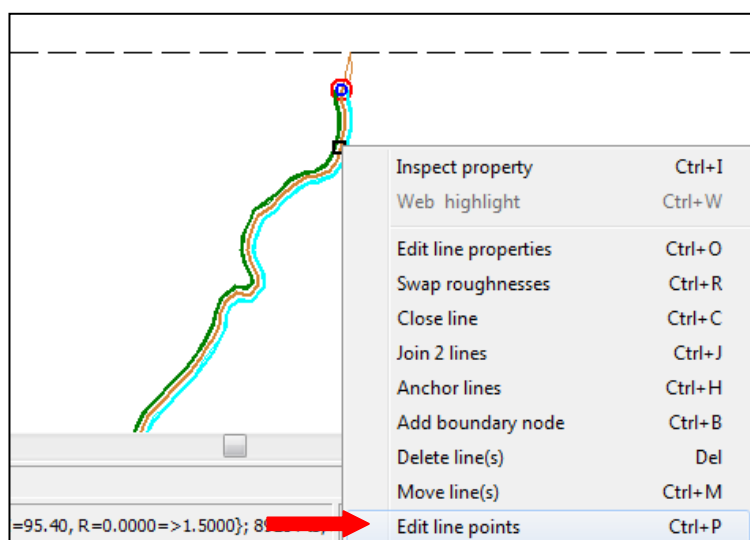 Inspect property Ctrl+I
Web highlight Ctrl+W
Edit line properties Ctrl+O
Swap roughnesses Ctrl+R
Close line Ctrl+C
Join 2 lines Ctrl+J
Anchor lines Ctrl+H
Add boundary node Ctrl+B
Delete line(s) Del
Move line(s) Ctrl+M
=95.40, R=0.0000=>1.5000}; Edit line points Ctrl+P